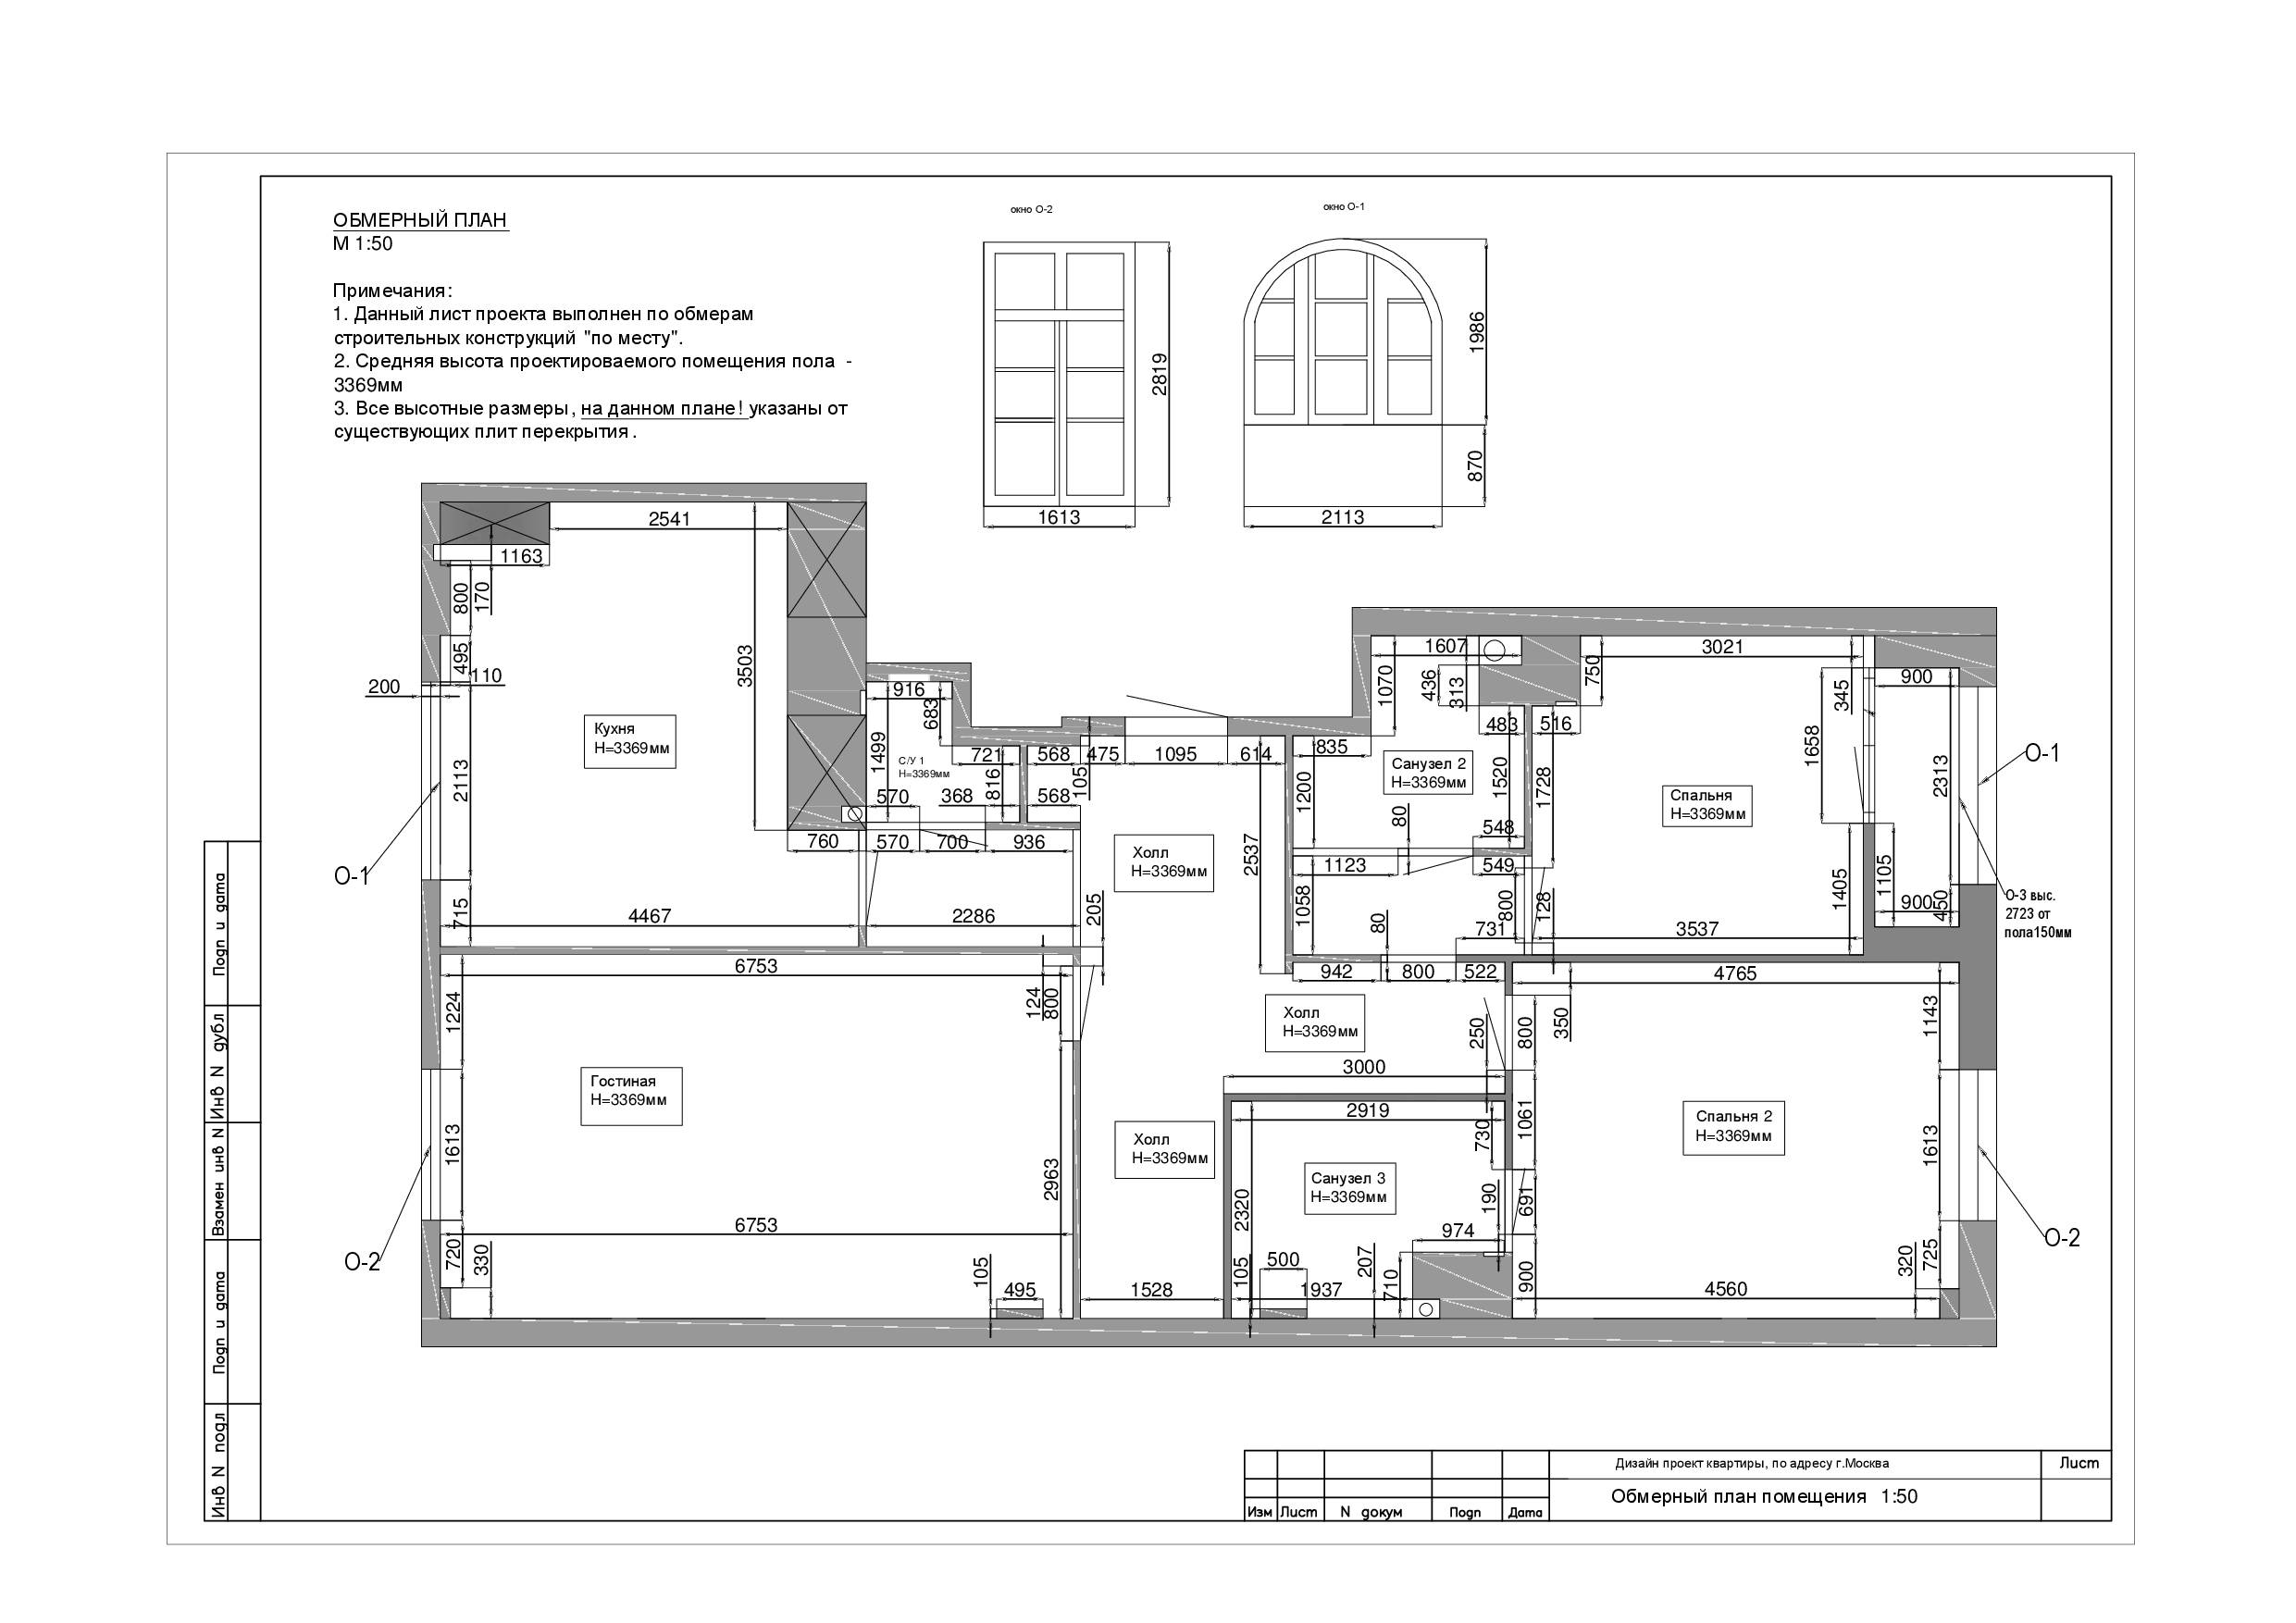 окно О-2
окно О-1
ОБМЕРНЫЙ ПЛАН
М 1:50
Примечания:
1. Данный лист проекта выполнен по обмерам
строительных конструкций "по месту".
2. Средняя высота проектироваемого помещения пола -
3369мм
3. Все высотные размеры, на данном плане! указаны от
существующих плит перекрытия.
2819
1613
1986
870
2113
2541
1163
800
170
495
110
200
3503
2113
715
Кухня
Н=3369мм
О-1
4467
760
916
683
1499
С/У 1
Н=3369мм
721
816
570
368
568
568
105
475
1095
614
570
700
936
2286
205
Холл
Н=3369мм
2537
1607
1070
436
313
750
835
483
516
Санузел 2
Н=3369мм
1200
1520
1728
80
548
1123
549
1058
800
128
80
731
3021
345
900
1658
2313
Спальня
Н=3369мм
1405
1105
900
450
3537
О-1
О-3 выс.
2723 от
пола150мм
6753
1224
124
800
Гостиная
Н=3369мм
1613
2963
6753
720
330
105
495
О-2
942
800
522
Холл
Н=3369мм
250
800
350
3000
Холл
Н=3369мм
1528
2919
730
1061
Санузел 3
Н=3369мм
2320
190
691
974
500
207
105
1937
710
900
4765
1143
Спальня 2
Н=3369мм
1613
320
725
4560
О-2
Подп и дата
Инв N дубл
Взамен инв N
Подп и дата
Инв N подл
Дизайн проект квартиры, по адресу г.Москва
Лист
Обмерный план помещения 1:50
Изм Лист N докум Подп Дата